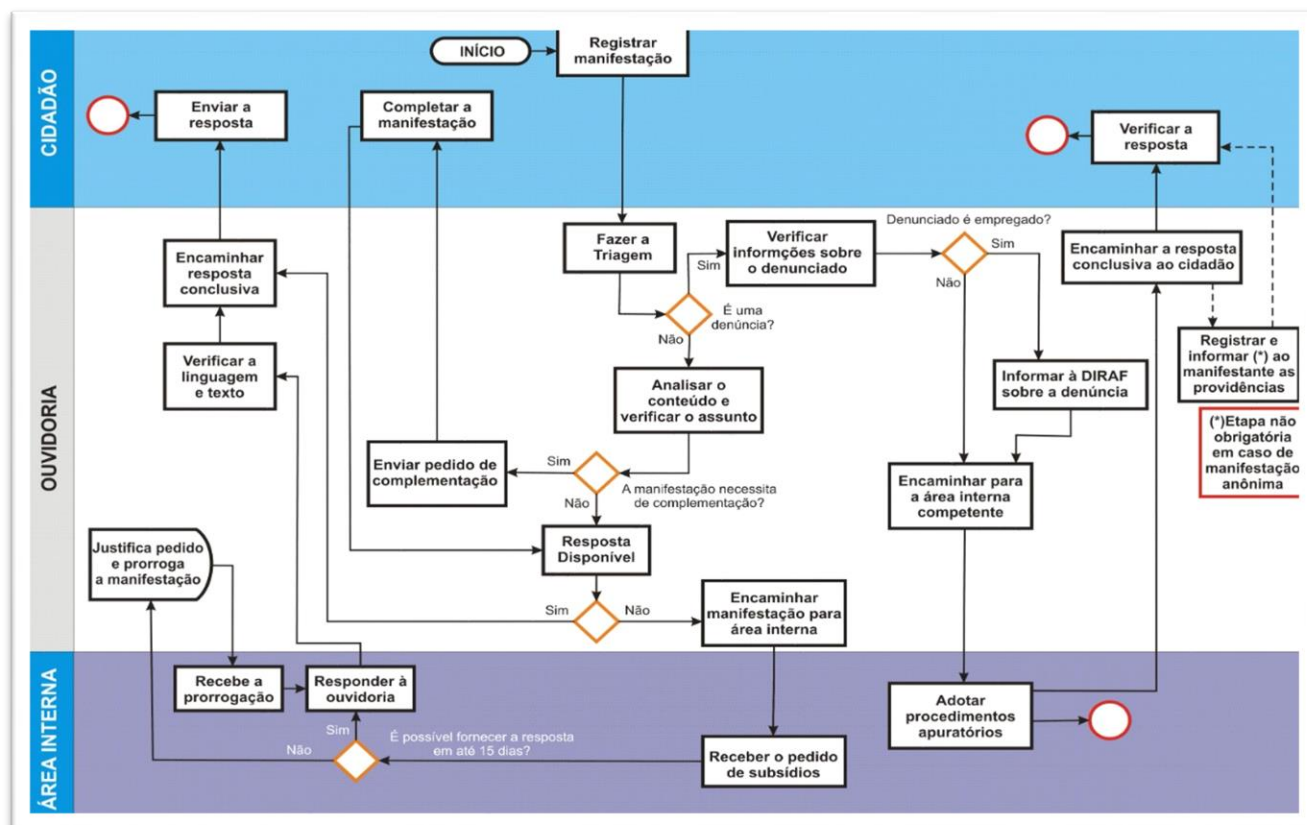 CIDADÃO
INÍCIO
Registrar
manifestação
Enviar a
resposta
Completar a
manifestação
Verificar a
resposta
OUVIDORIA
Encaminhar
resposta
conclusiva
Verificar a
linguagem
e texto
Fazer a
Triagem
Sim
É uma
denúncia?
Não
Verificar
informções sobre
o denunciado
Denunciado é empregado?
Sim
Não
Encaminhar a resposta
conclusiva ao cidadão
Registrar e
informar (*) ao
manifestante as
providências
(*)Etapa não
obrigatória
em caso de
manifestação
anônima
Informar à DIRAF
sobre a denúncia
Analisar o
conteúdo e
verificar o assunto
Enviar pedido de
complementação
Sim
Não
A manifestação necessita
de complementação?
Encaminhar para
a área interna
competente
Resposta
Disponível
Sim
Não
Encaminhar
manifestação para
área interna
Justifica pedido
e prorroga
a manifestação
ÁREA INTERNA
Recebe a
prorrogação
Responder à
ouvidoria
Sim
Não
É possível fornecer a resposta
em até 15 dias?
Receber o pedido
de subsídios
Adotar
procedimentos
apuratórios